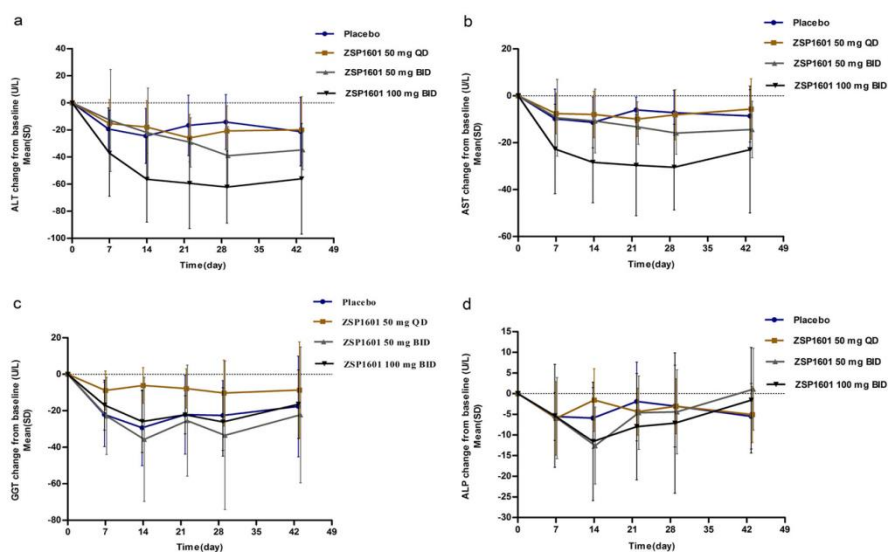 a
Placebo
ZSP1601 50 mg QD
ZSP1601 50 mg BID
ZSP1601 100 mg BID
ALT change from baseline (U/L)
Mean(SD)
40
20
0
-20
-40
-60
-80
-100
0 7 14 21 28 35 42 49
Time(day)
b
Placebo
ZSP1601 50 mg QD
ZSP1601 50 mg BID
ZSP1601 100 mg BID
AST change from baseline (U/L)
Mean(SD)
20
0
-20
-40
-60
0 7 14 21 28 35 42 49
Time(day)
c
Placebo
ZSP1601 50 mg QD
ZSP1601 50 mg BID
ZSP1601 100 mg BID
GGT change from baseline (U/L)
Mean(SD)
20
0
-20
-40
-60
-80
0 7 14 21 28 35 42 49
Time(day)
d
Placebo
ZSP1601 50 mg QD
ZSP1601 50 mg BID
ZSP1601 100 mg BID
ALP change from baseline (U/L)
Mean(SD)
15
10
5
0
-5
-10
-15
-20
-25
-30
0 7 14 21 28 35 42 49
Time(day)